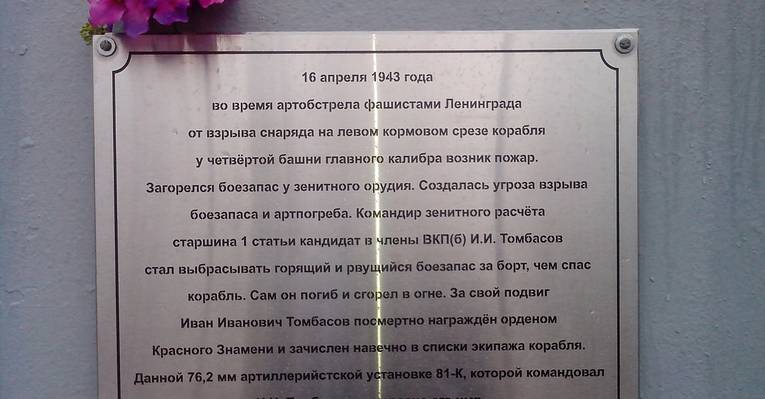 16 апреля 1943 года
во время артобстрела фашистами Ленинграда
от взрыва снаряда на левом кормовом срезе корабля
у четвёртой башни главного калибра возник пожар.
Загорелся боезапас у зенитного орудия. Создалась угроза взрыва
боезапаса и артпогреба. Командир зенитного расчёта
старшина 1 статьи кандидат в члены ВКП(б) И.И. Томбасов
стал выбрасывать горящий и рвущийся боезапас за борт, чем спас
корабль. Сам он погиб и сгорел в огне. За свой подвиг
Иван Иванович Томбасов посмертно награждён орденом
Красного Знамени и зачислен навечно в списки экипажа корабля.
Данной 76,2 мм артиллерийстской установке 81-К, которой командовал